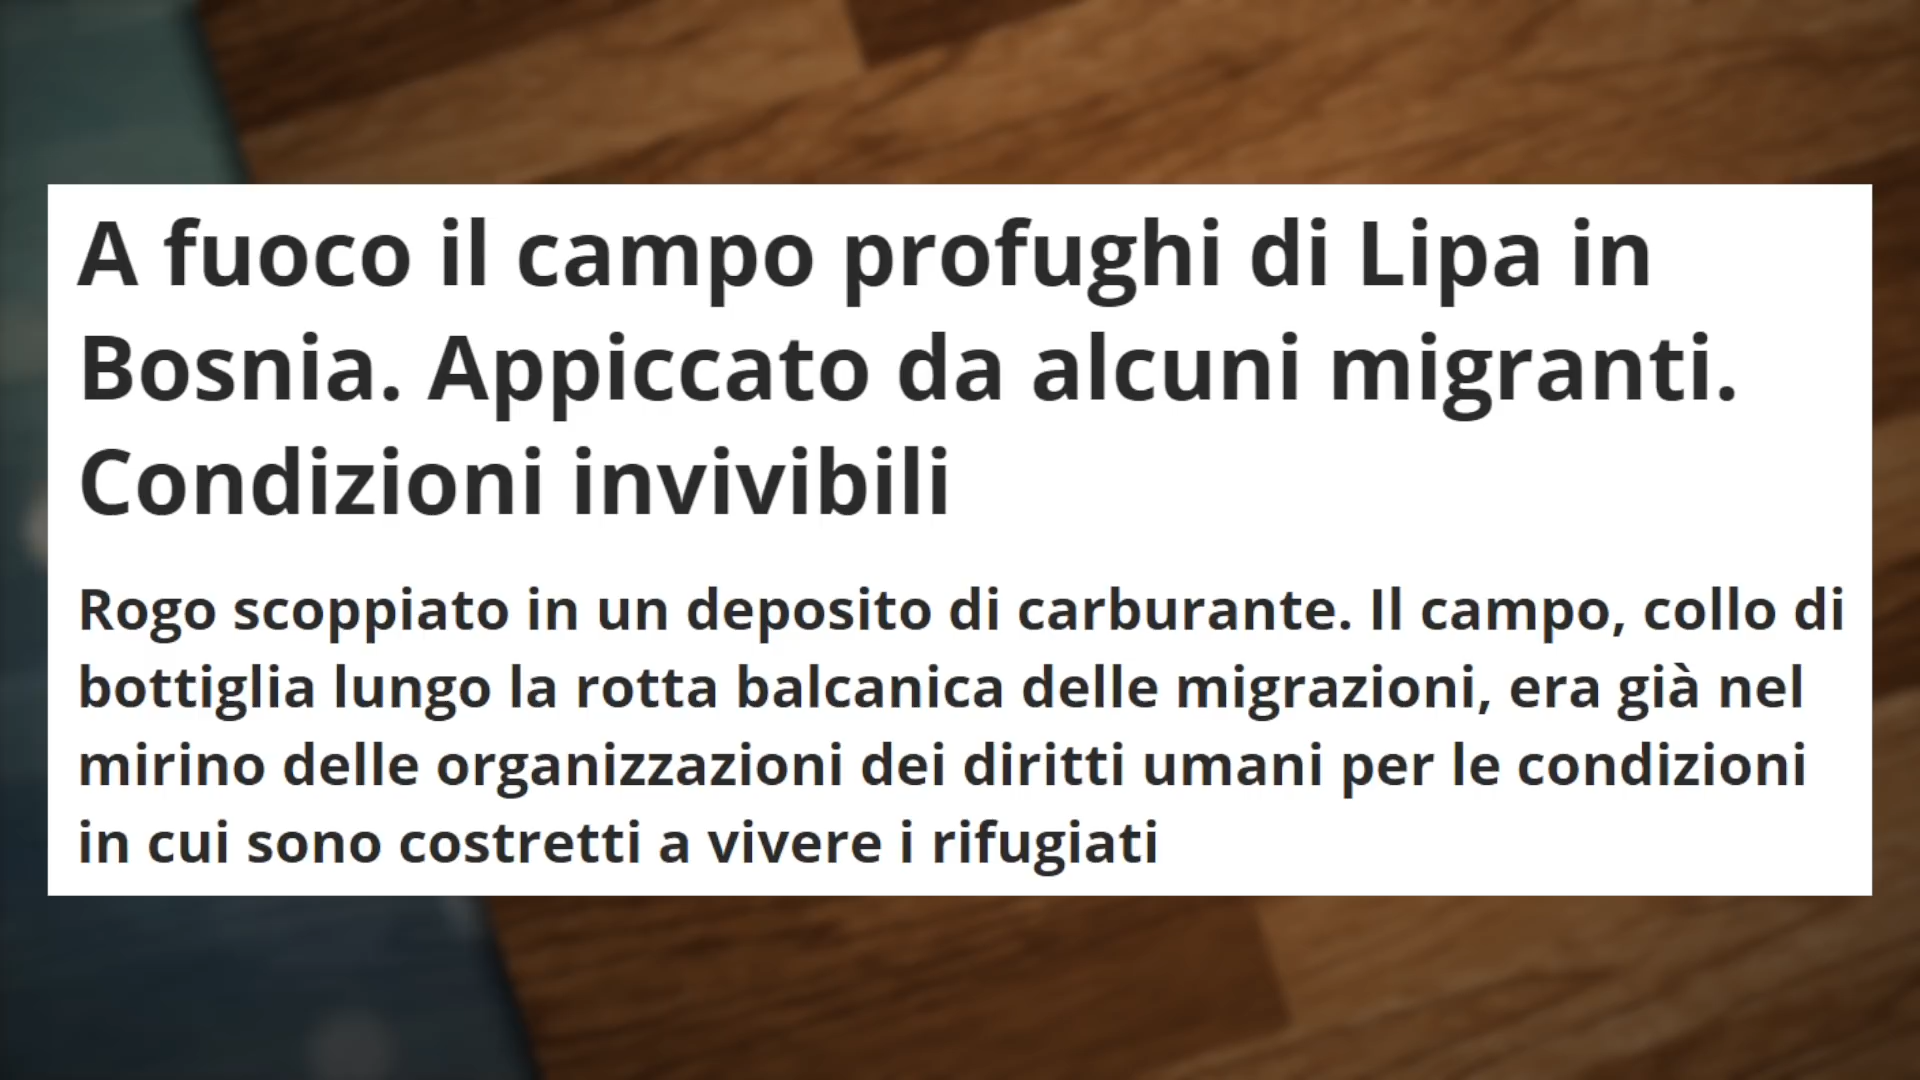 A fuoco il campo profughi di Lipa in
Bosnia. Appiccato da alcuni migranti.
Condizioni invivibili
Rogo scoppiato in un deposito di carburante. Il campo, collo di
bottiglia lungo la rotta balcanica delle migrazioni, era già nel
mirino delle organizzazioni dei diritti umani per le condizioni
in cui sono costretti a vivere i rifugiati